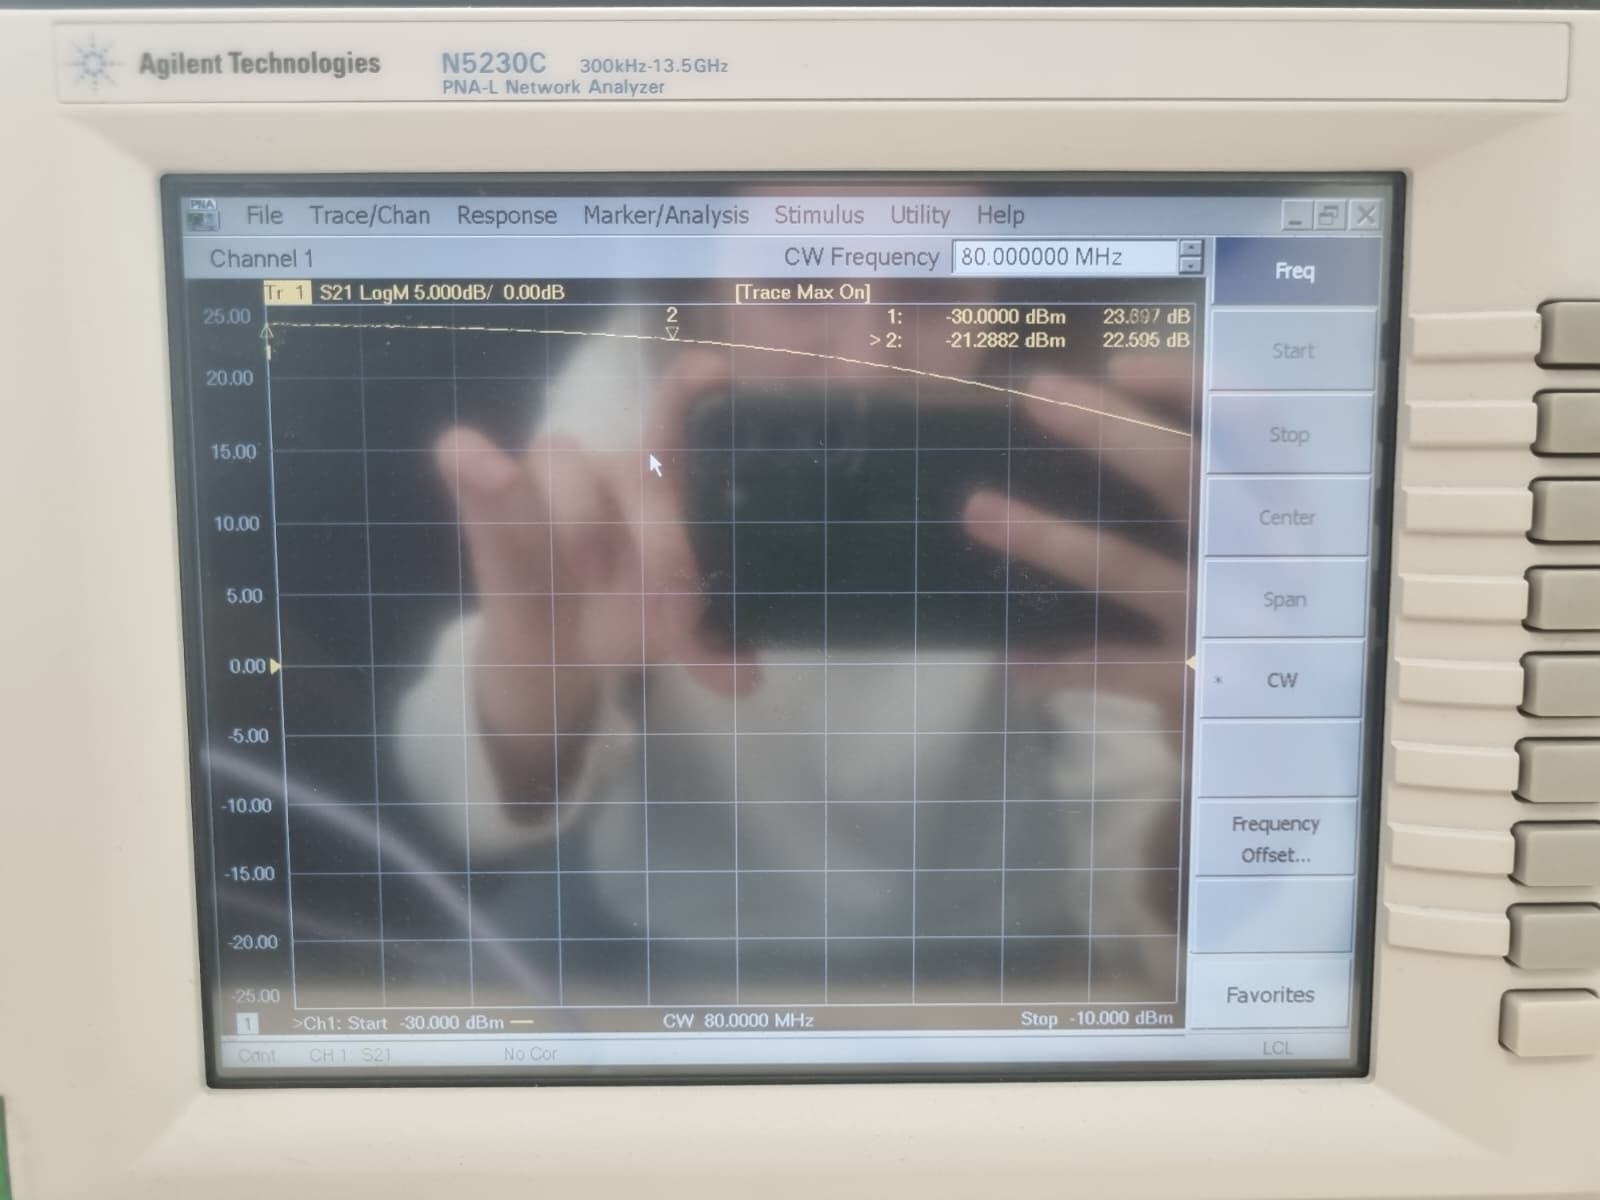 Agilent Technologies N5230C 300kHz-13.5GHz
PNA-L Network Analyzer
PNA File Trace/Chan Response Marker/Analysis Stimulus Utility Help
Channel 1 CW Frequency 80.000000 MHz
Tr 1 S21 LogM 5.000dB/ 0.00dB [Trace Max On]
1: -30.0000 dBm 23.697 dB
> 2: -21.2882 dBm 22.595 dB
2
1
25.00
20.00
15.00
10.00
5.00
0.00
-5.00
-10.00
-15.00
-20.00
-25.00
1 >Ch1: Start -30.000 dBm CW 80.0000 MHz Stop -10.000 dBm
Cont CH 1: S21 No Cor LCL
Freq
Start
Stop
Center
Span
* CW
Frequency
Offset...
Favorites